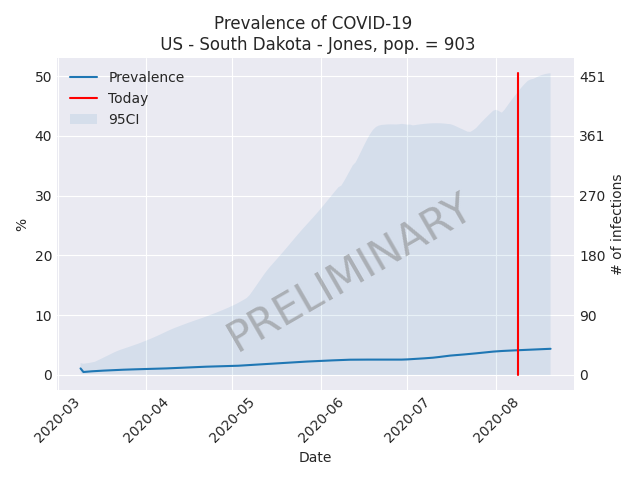 Prevalence of COVID-19
US - South Dakota - Jones, pop. = 903
Prevalence
Today
95CI
50
40
30
20
10
0
%
451
361
270
180
90
0
# of infections
PRELIMINARY
2020-03
2020-04
2020-05
2020-06
2020-07
2020-08
Date